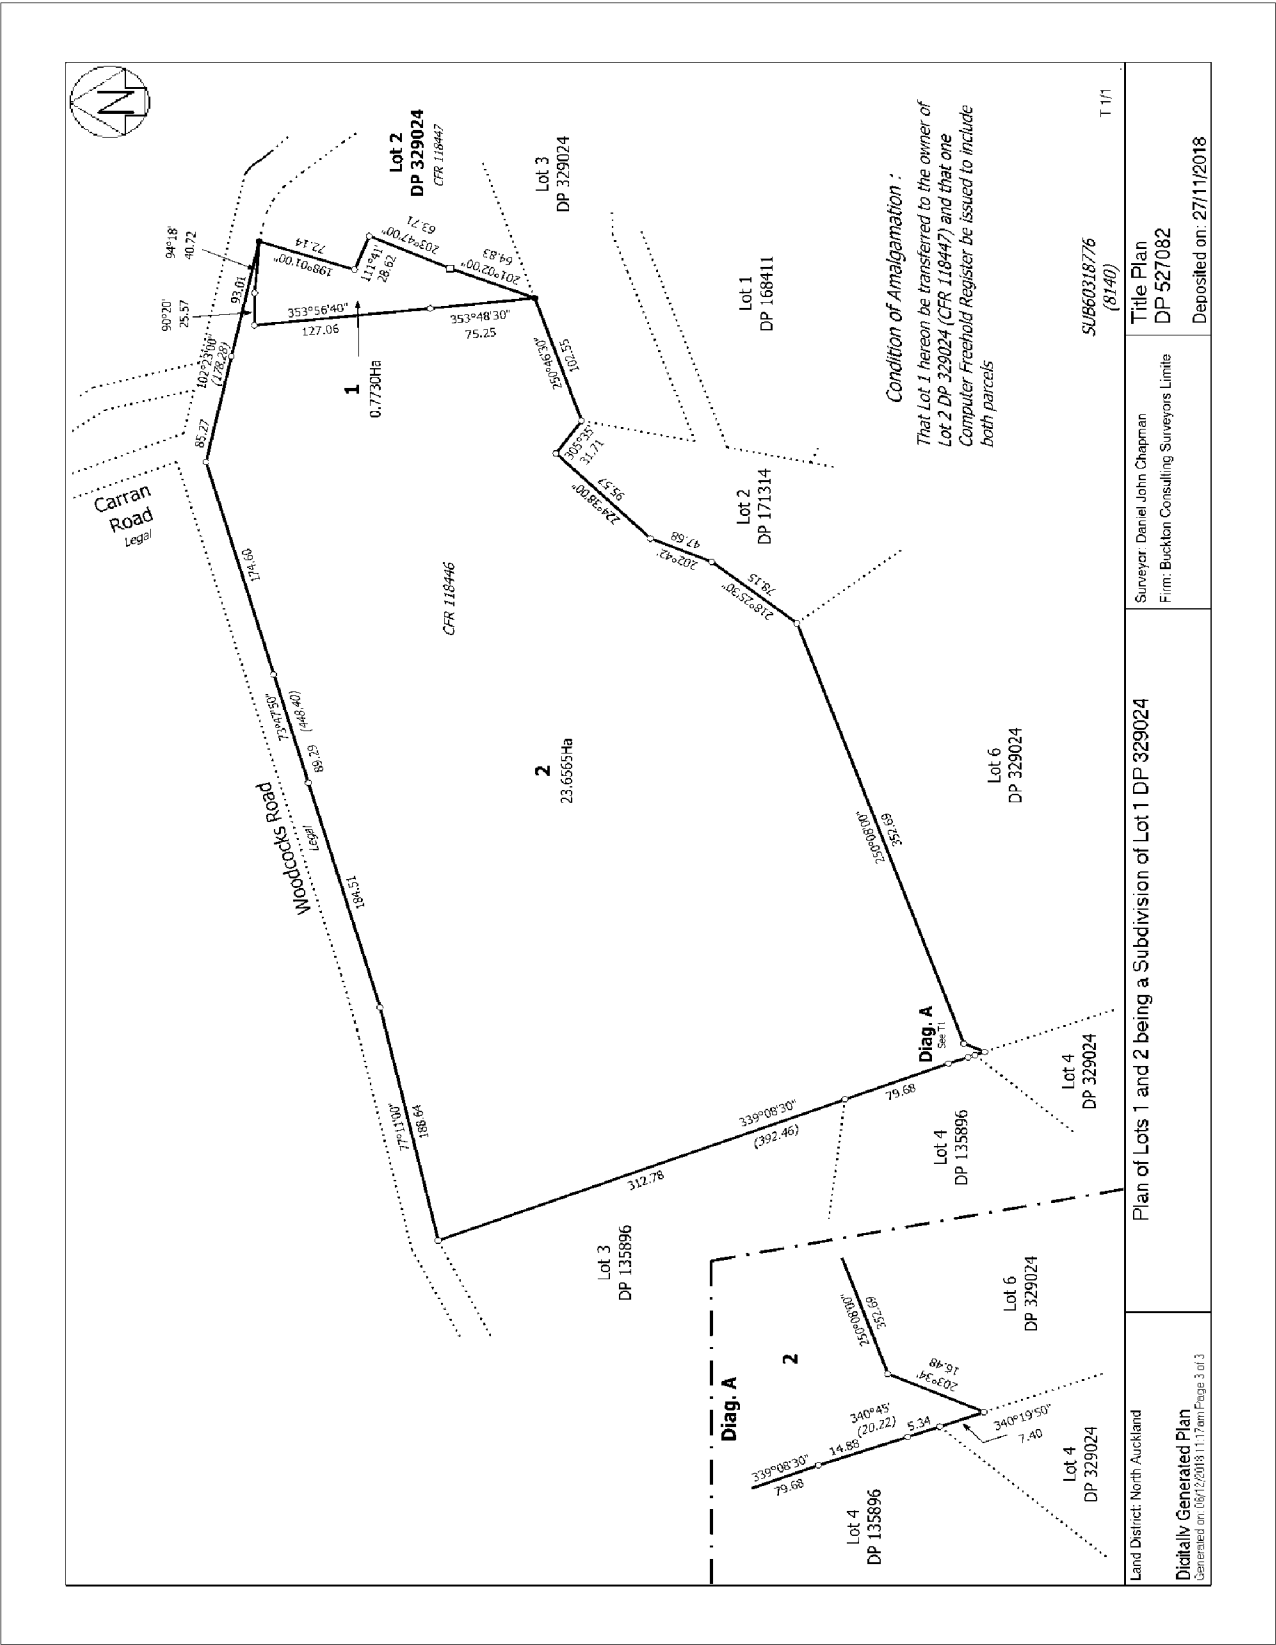 N
Carran
Road
Legal
Woodcocks Road
Legal
94°18'
40.72
90°20'
25.57
93.01
102°23'00"
(178.28)
85.27
174.60
73°47'50"
(448.40)
89.29
184.51
77°11'00"
188.64
198°01'00"
72.14
111°41'
28.62
203°47'00"
63.71
201°02'00"
64.83
353°56'40"
127.06
353°48'30"
75.25
1
0.7730Ha
250°46'30"
102.55
305°35'
31.71
224°38'00"
95.57
202°42'
47.68
218°25'30"
78.15
250°08'00"
352.69
CFR 118446
2
23.6565Ha
Lot 2
DP 329024
CFR 118447
Lot 3
DP 329024
Lot 1
DP 168411
Lot 2
DP 171314
Lot 6
DP 329024
Lot 4
DP 329024
Lot 4
DP 135896
Lot 3
DP 135896
339°08'30"
(392.46)
312.78
79.68
Diag. A
See T1
Condition of Amalgamation :
That Lot 1 hereon be transferred to the owner of
Lot 2 DP 329024 (CFR 118447) and that one
Computer Freehold Register be issued to include
both parcels
SUB60318776
(8140)
T 1/1
Diag. A
2
250°08'00"
352.69
203°34'
16.48
340°45'
(20.22)
14.88
5.34
339°08'30"
79.68
340°19'50"
7.40
Lot 6
DP 329024
Lot 4
DP 329024
Lot 4
DP 135896
Land District: North Auckland
Digitally Generated Plan
Generated on: 06/12/2018 11:17am Page 3 of 3
Plan of Lots 1 and 2 being a Subdivision of Lot 1 DP 329024
Surveyor: Daniel John Chapman
Firm: Buckton Consulting Surveyors Limite
Title Plan
DP 527082
Deposited on: 27/11/2018